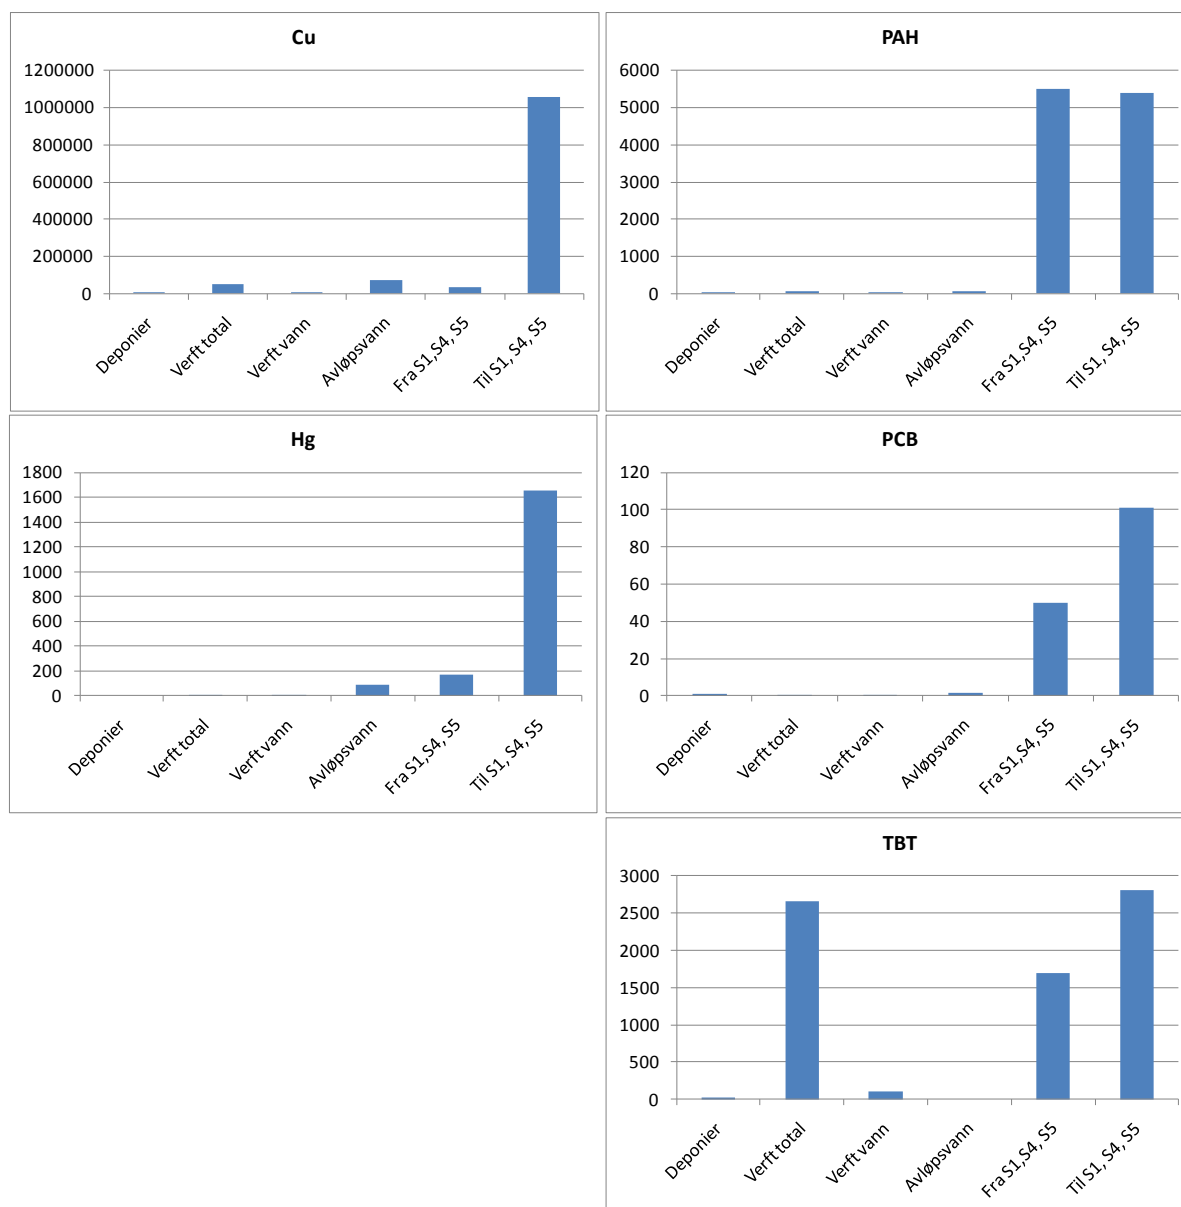 Cu
1200000
1000000
800000
600000
400000
200000
0
Deponier
Verft total
Verft vann
Avløpsvann
Fra S1,S4, S5
Til S1, S4, S5
PAH
6000
5000
4000
3000
2000
1000
0
Deponier
Verft total
Verft vann
Avløpsvann
Fra S1,S4, S5
Til S1, S4, S5
Hg
1800
1600
1400
1200
1000
800
600
400
200
0
Deponier
Verft total
Verft vann
Avløpsvann
Fra S1,S4, S5
Til S1, S4, S5
PCB
120
100
80
60
40
20
0
Deponier
Verft total
Verft vann
Avløpsvann
Fra S1,S4, S5
Til S1, S4, S5
TBT
3000
2500
2000
1500
1000
500
0
Deponier
Verft total
Verft vann
Avløpsvann
Fra S1,S4, S5
Til S1, S4, S5